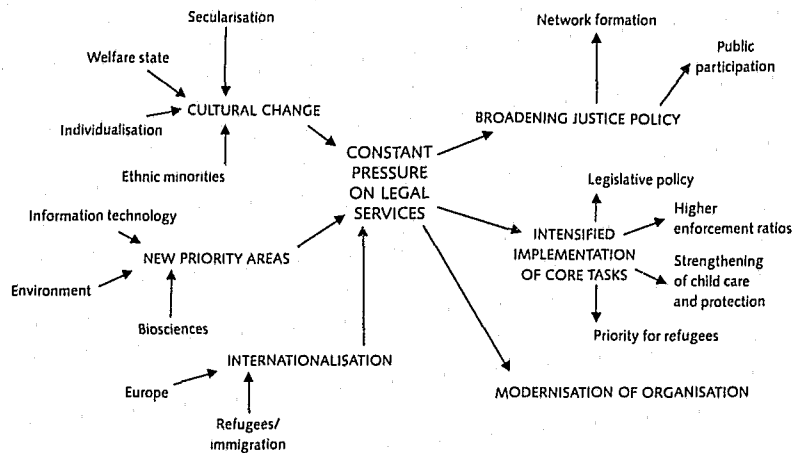 Secularisation
Welfare state
CULTURAL CHANGE
Individualisation
Ethnic minorities
Information technology
NEW PRIORITY AREAS
Environment
Biosciences
INTERNATIONALISATION
Europe
Refugees/
immigration
CONSTANT
PRESSURE
ON LEGAL
SERVICES
Network formation
Public
participation
BROADENING JUSTICE POLICY
Legislative policy
Higher
enforcement ratios
INTENSIFIED
IMPLEMENTATION
OF CORE TASKS
Strengthening
of child care
and protection
Priority for refugees
MODERNISATION OF ORGANISATION